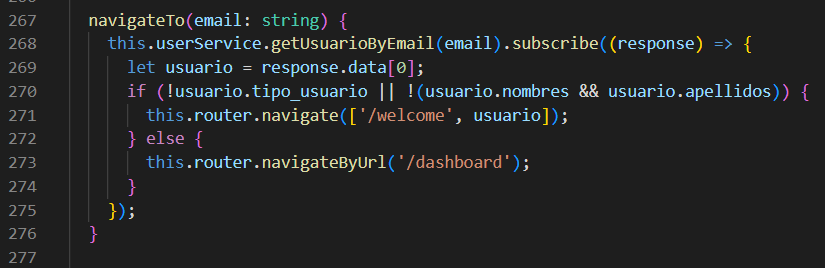 267 navigateTo(email: string) {
268 this.userService.getUsuarioByEmail(email).subscribe((response) => {
269 let usuario = response.data[0];
270 if (!usuario.tipo_usuario || !(usuario.nombres && usuario.apellidos)) {
271 this.router.navigate(['/welcome', usuario]);
272 } else {
273 this.router.navigateByUrl('/dashboard');
274 }
275 });
276 }
277